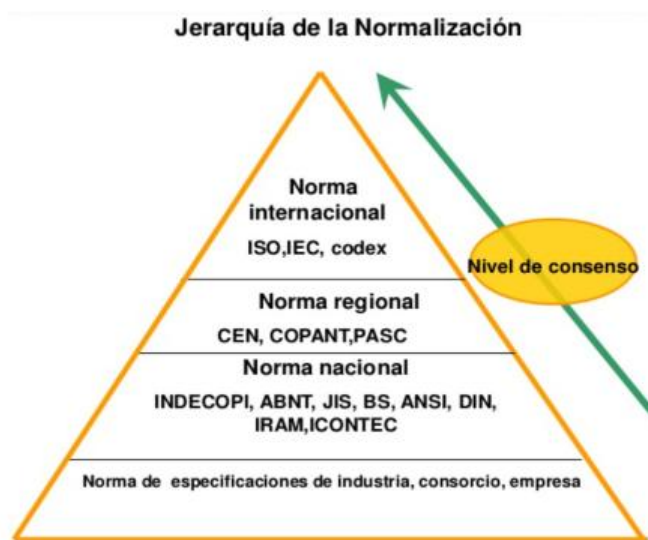 Jerarquía de la Normalización
Norma
internacional
ISO,IEC, codex
Nivel de consenso
Norma regional
CEN, COPANT,PASC
Norma nacional
INDECOPI, ABNT, JIS, BS, ANSI, DIN,
IRAM,ICONTEC
Norma de especificaciones de industria, consorcio, empresa